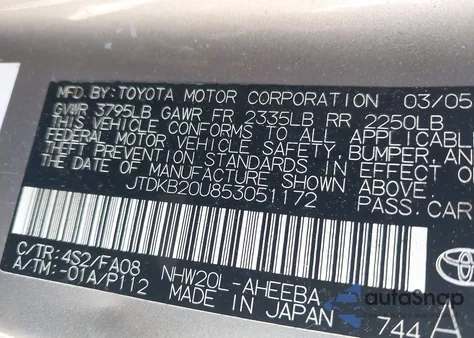 MFD. BY: TOYOTA MOTOR CORPORATION 03/05
GVWR 3795LB GAWR FR 2335LB RR 2250LB
THIS VEHICLE CONFORMS TO ALL APPLICABLE
FEDERAL MOTOR VEHICLE SAFETY, BUMPER, AND
THEFT PREVENTION STANDARDS IN EFFECT ON
THE DATE OF MANUFACTURE SHOWN ABOVE.
JTDKB20U853051172 PASS. CAR
C/TR: 4S2/FA08 NHW20L-AHEEBA
A/TM: -01A/P112 MADE IN JAPAN
TOYOTA
744 A
autoSnap